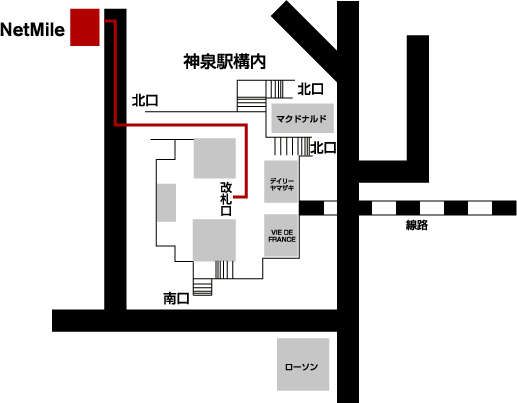 NetMile
神泉駅構内
北口
北口
マクドナルド
北口
デイリー
ヤマザキ
改札口
VIE DE
FRANCE
線路
南口
ローソン